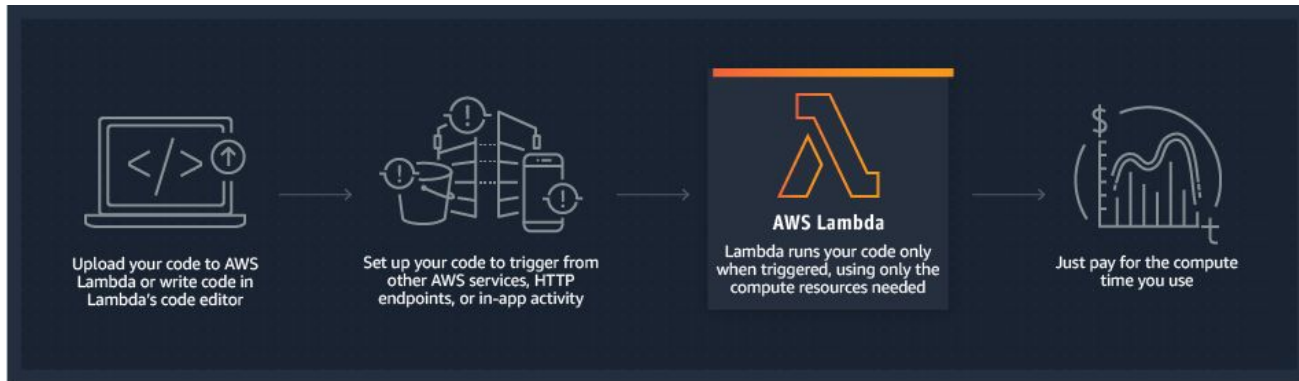 </>
Upload your code to AWS
Lambda or write code in
Lambda's code editor
Set up your code to trigger from
other AWS services, HTTP
endpoints, or in-app activity
AWS Lambda
Lambda runs your code only
when triggered, using only the
compute resources needed
$
t
Just pay for the compute
time you use